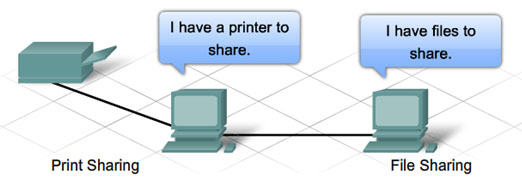 I have a printer to
share.
I have files to
share.
Print Sharing
File Sharing